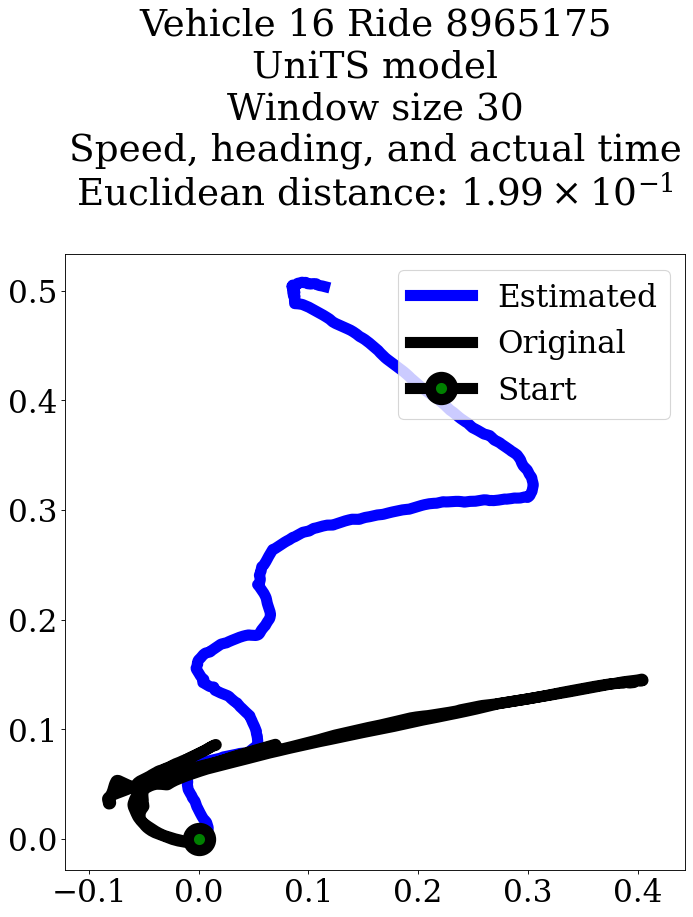 Vehicle 16 Ride 8965175
UniTS model
Window size 30
Speed, heading, and actual time
Euclidean distance: 1.99 × 10⁻¹
Estimated
Original
Start
0.5
0.4
0.3
0.2
0.1
0.0
−0.1 0.0 0.1 0.2 0.3 0.4